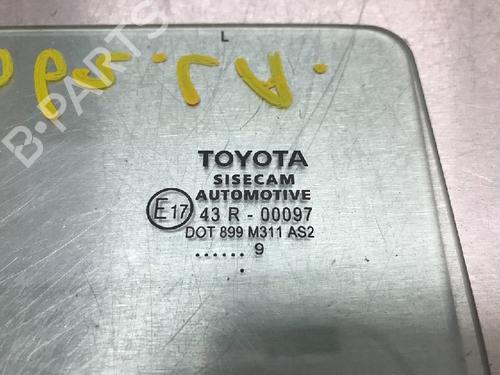 L
TOYOTA
SISECAM
AUTOMOTIVE
E17 43 R - 00097
DOT 899 M311 AS2
...... 9
.
B-PARTS